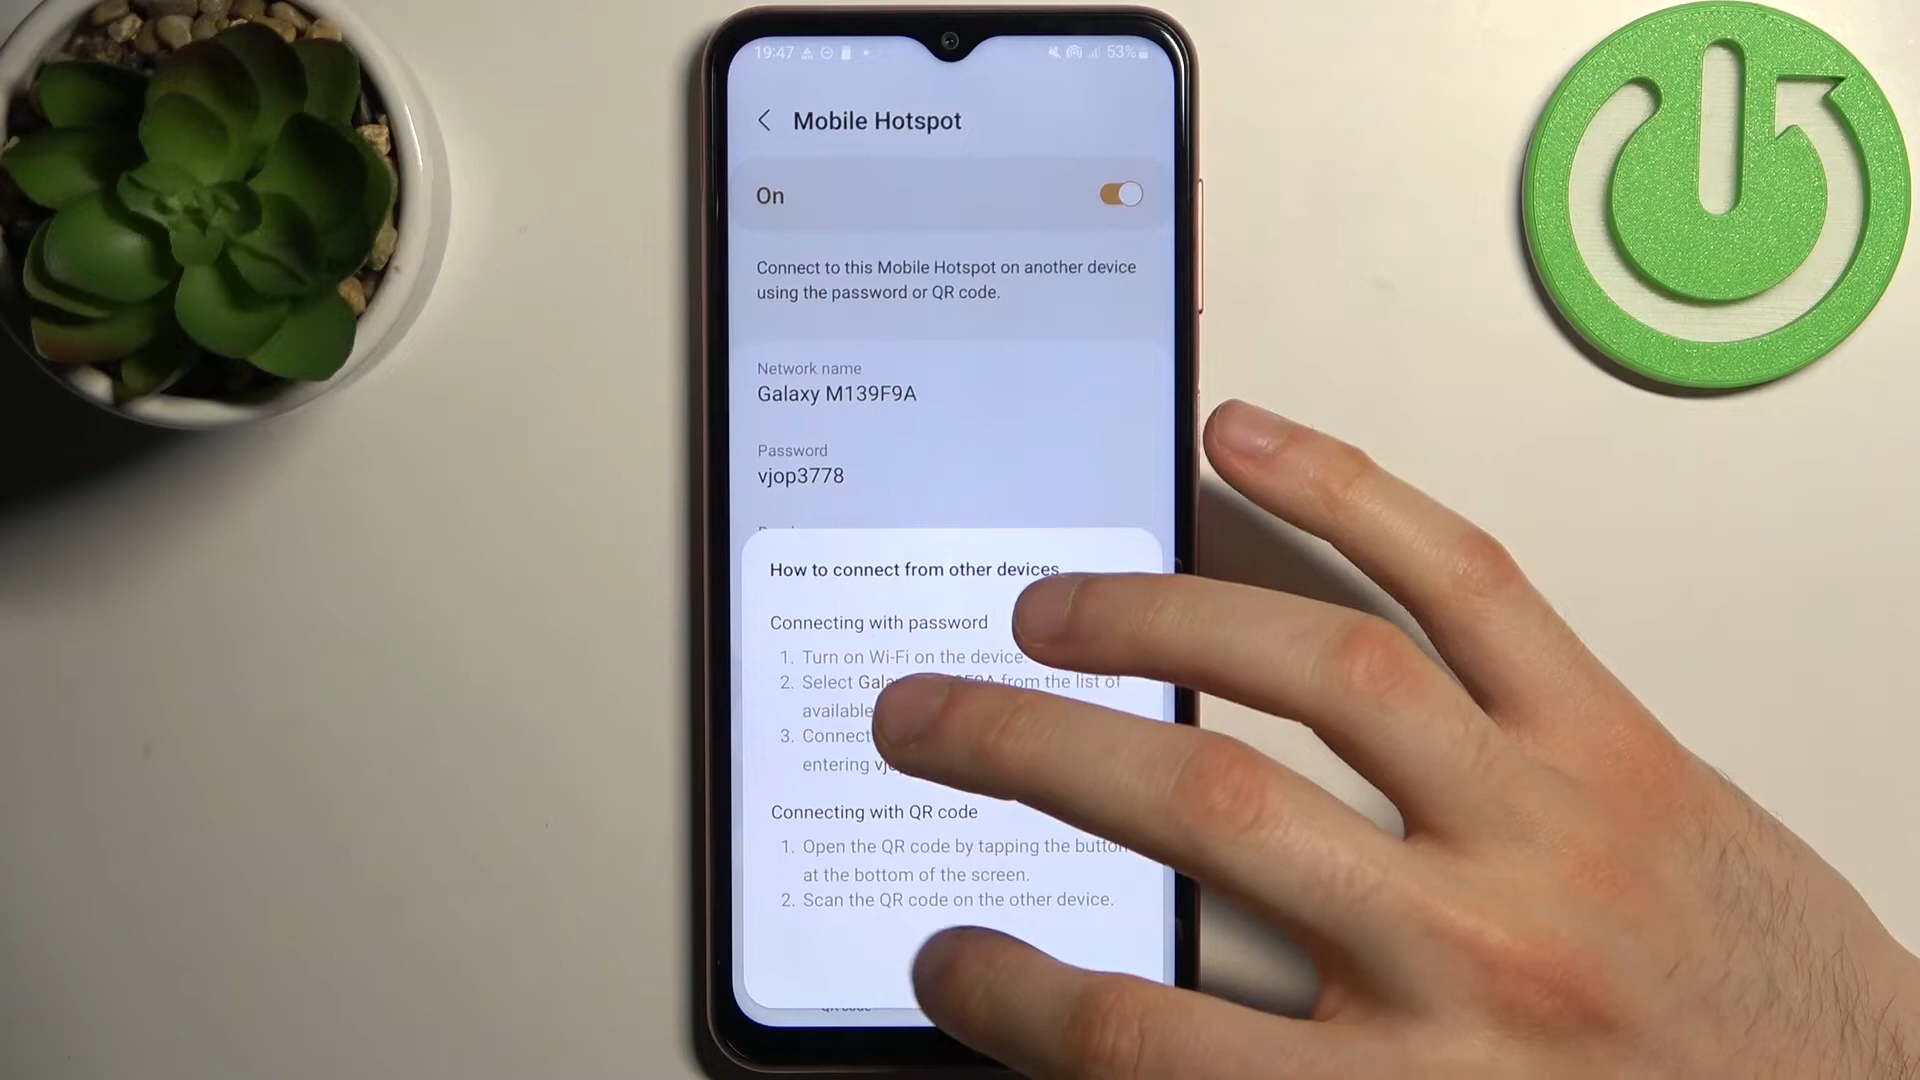 19:47 53%
Mobile Hotspot
On
Connect to this Mobile Hotspot on another device
using the password or QR code.
Network name
Galaxy M139F9A
Password
vjop3778
How to connect from other devices
Connecting with password
1. Turn on Wi-Fi on the device.
2. Select from the list of
available
3. Connect
entering
Connecting with QR code
1. Open the QR code by tapping the button
at the bottom of the screen.
2. Scan the QR code on the other device.
QR code